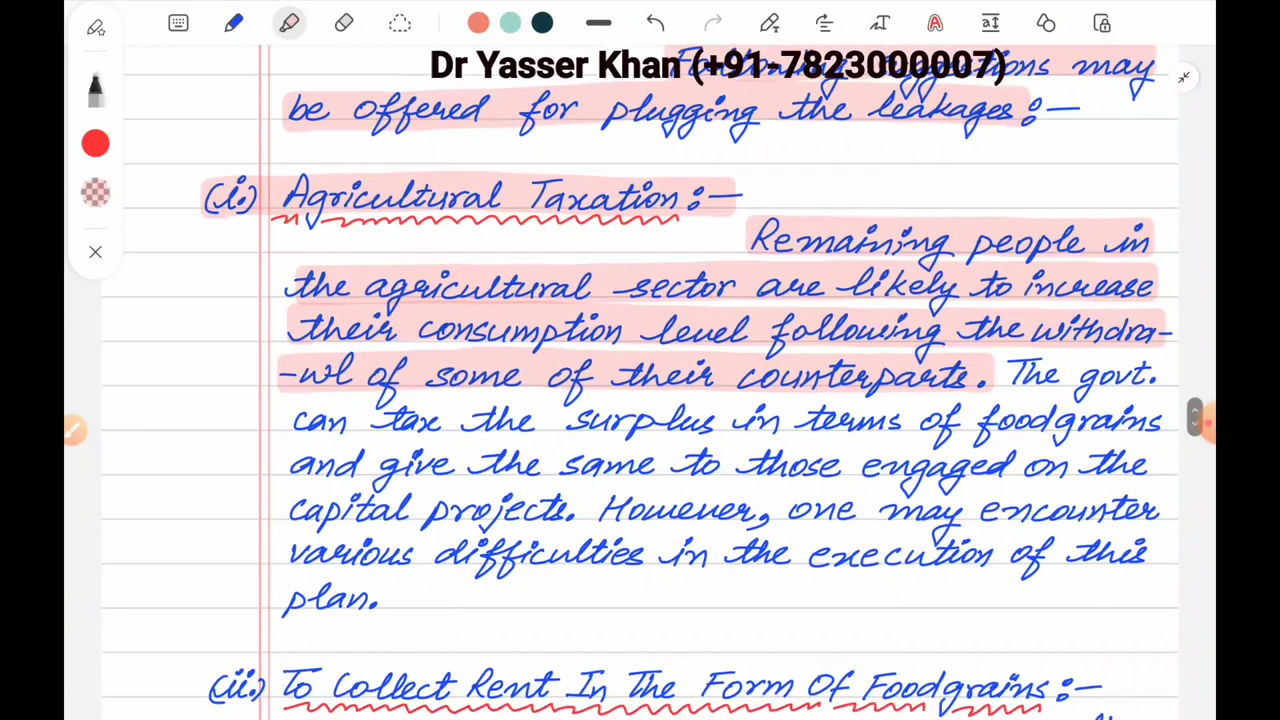 Dr Yasser Khan (+91-7823000007)
Following suggestions may
be offered for plugging the leakages:—
(i.) Agricultural Taxation:—
Remaining people in
the agricultural sector are likely to increase
their consumption level following the withdra-
-wl of some of their counterparts. The govt.
can tax the surplus in terms of foodgrains
and give the same to those engaged on the
capital projects. However, one may encounter
various difficulties in the execution of this
plan.
(ii.) To Collect Rent In The Form Of Foodgrains:—